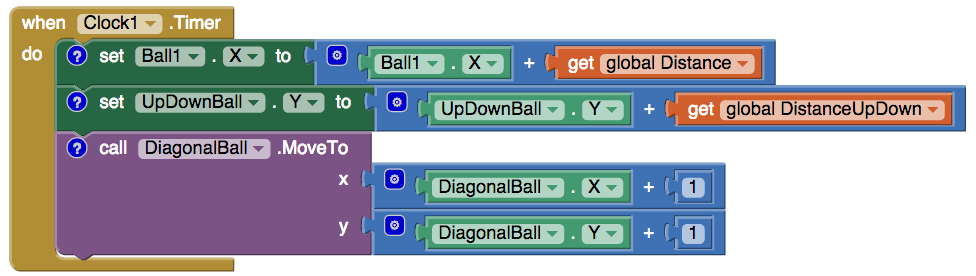 when Clock1 .Timer
do ? set Ball1 . X to Ball1 . X + get global Distance
? set UpDownBall . Y to UpDownBall . Y + get global DistanceUpDown
? call DiagonalBall .MoveTo
x DiagonalBall . X + 1
y DiagonalBall . Y + 1